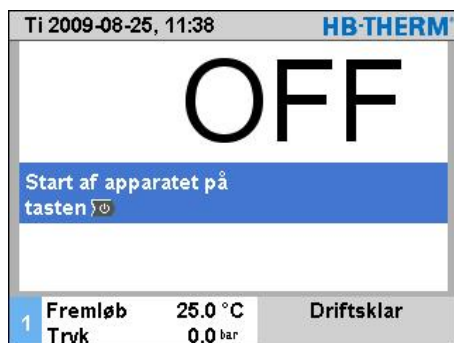 Ti 2009-08-25, 11:38 HB-THERM
OFF
Start af apparatet på
tasten
1 Fremløb 25.0 °C Driftsklar
Tryk 0.0 bar